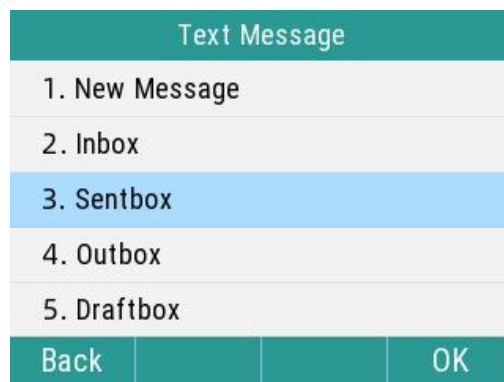 Text Message
1. New Message
2. Inbox
3. Sentbox
4. Outbox
5. Draftbox
Back OK